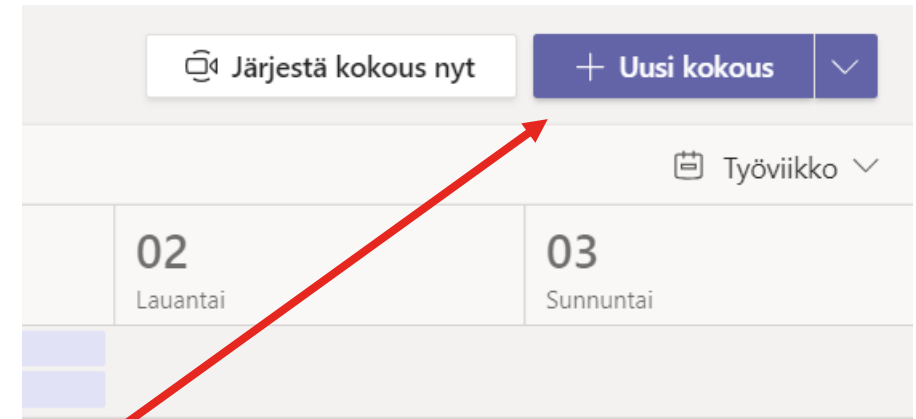 Järjestä kokous nyt
+ Uusi kokous
Työviikko
02
03
Lauantai
Sunnuntai